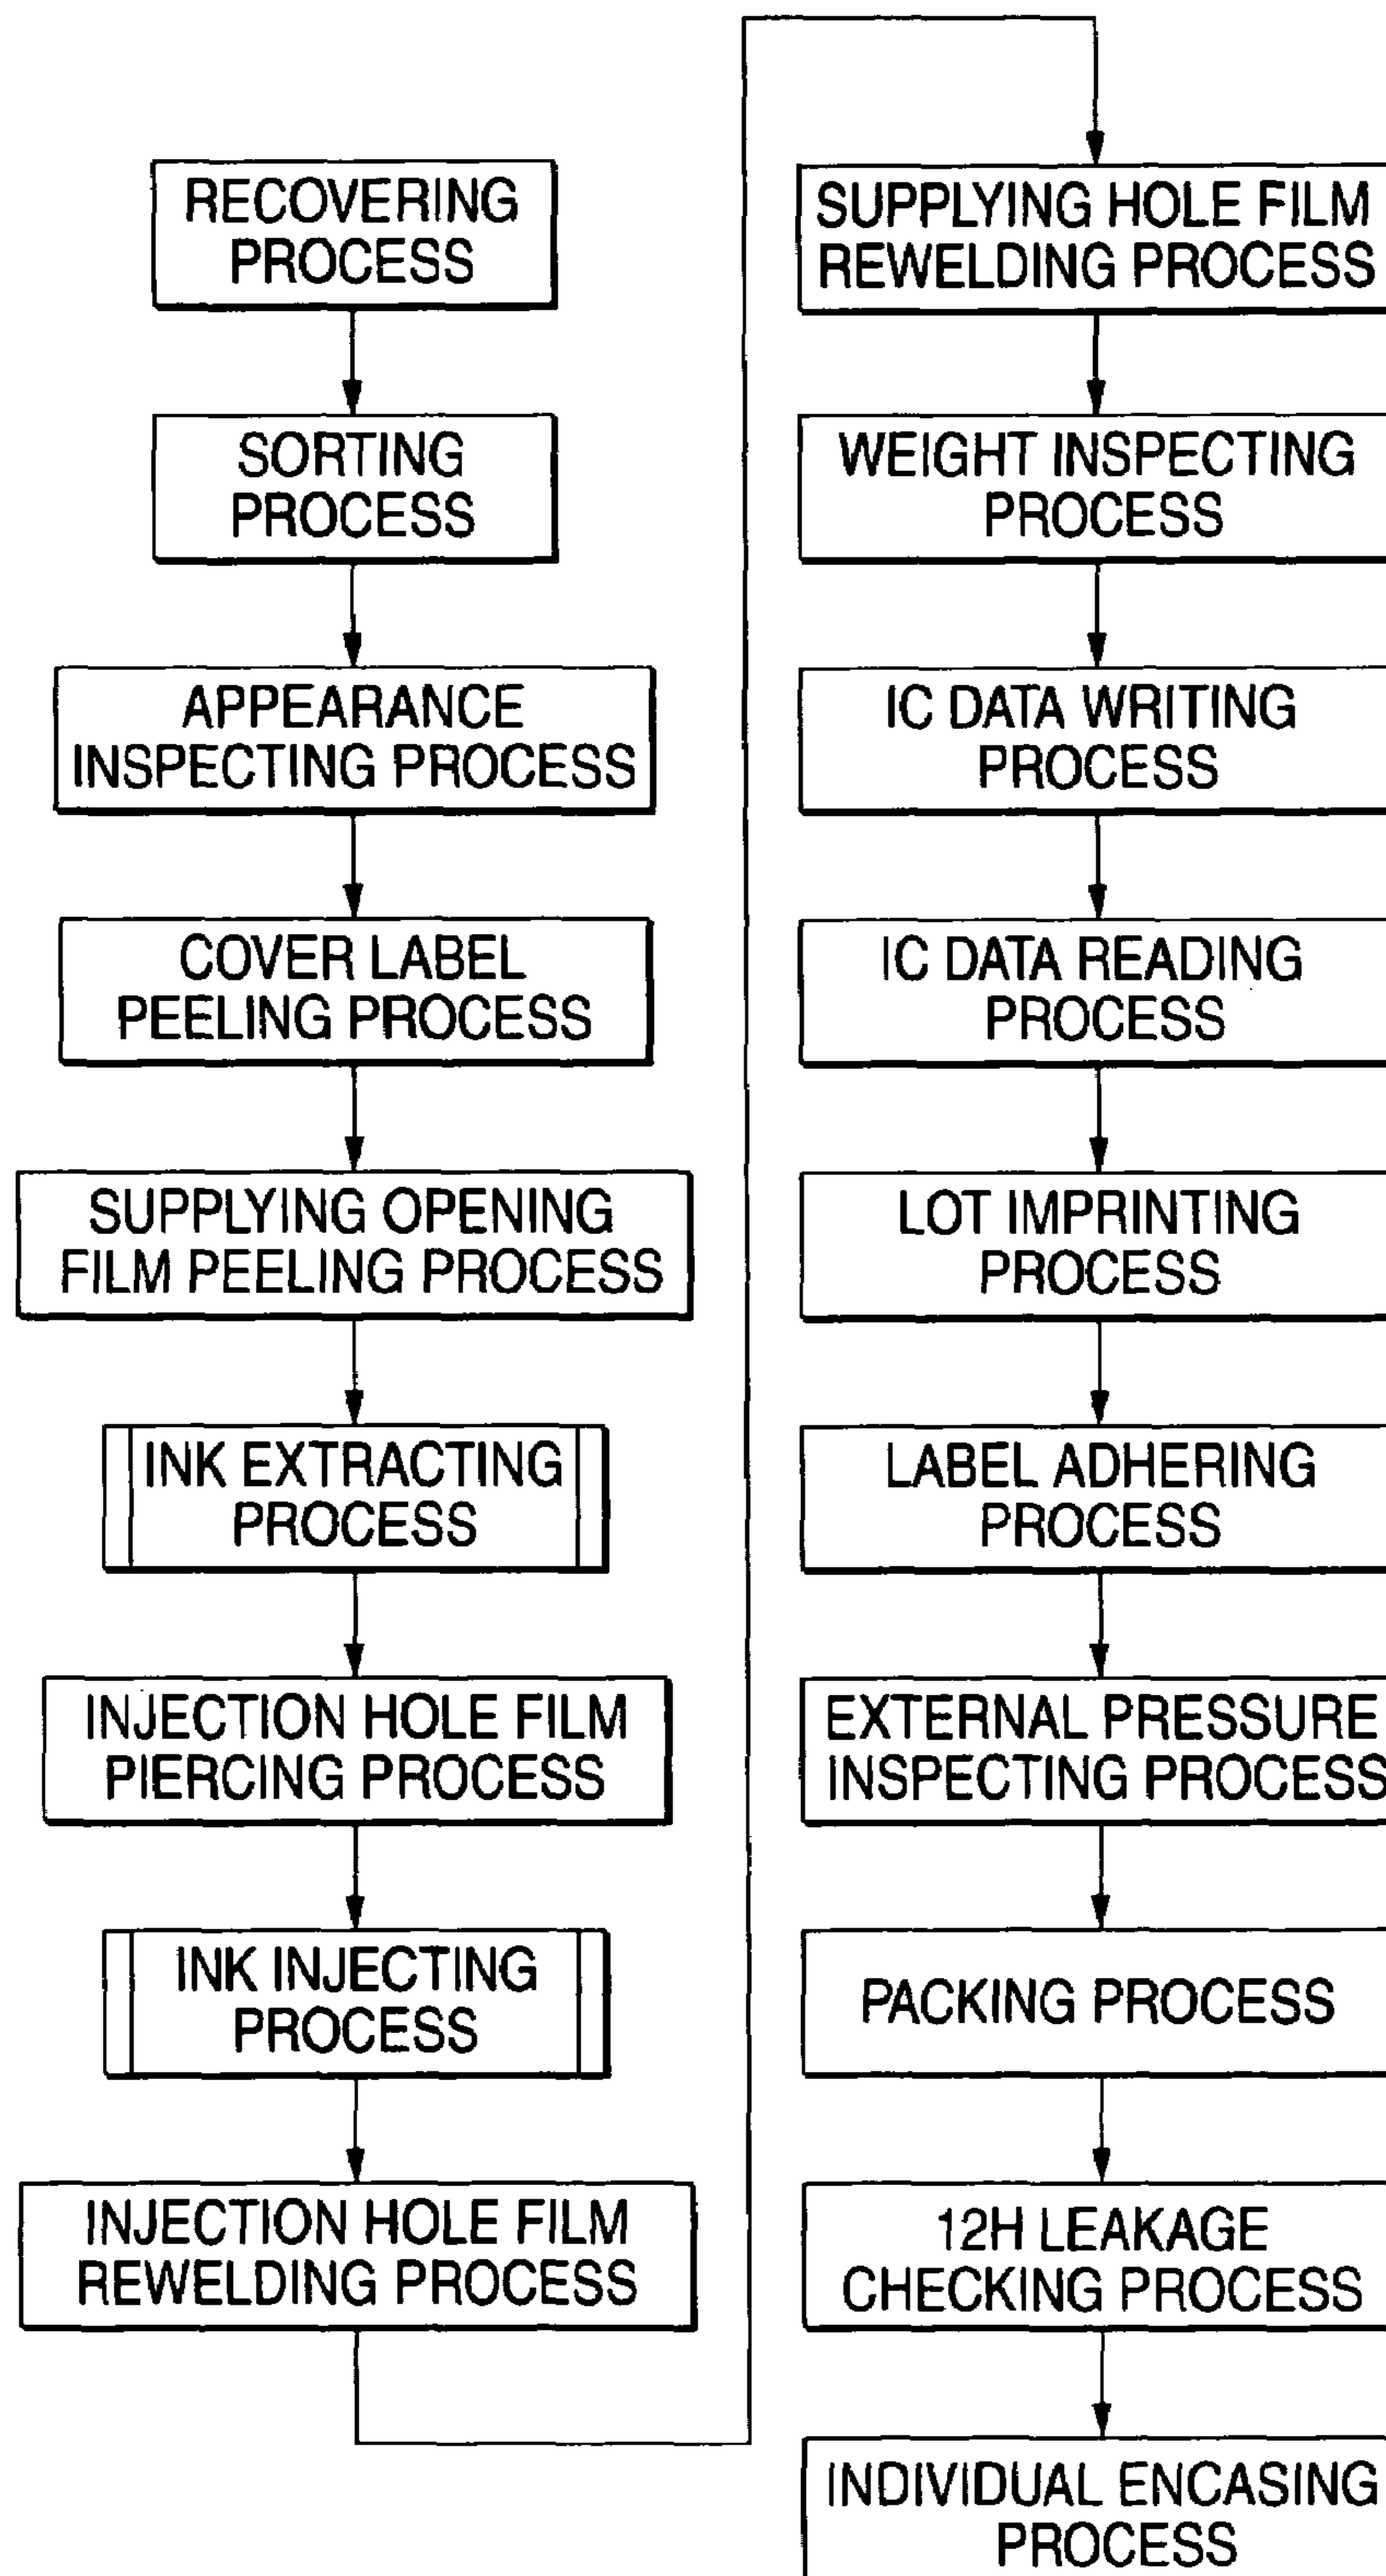 RECOVERING
PROCESS
SORTING
PROCESS
APPEARANCE
INSPECTING PROCESS
COVER LABEL
PEELING PROCESS
SUPPLYING OPENING
FILM PEELING PROCESS
INK EXTRACTING
PROCESS
INJECTION HOLE FILM
PIERCING PROCESS
INK INJECTING
PROCESS
INJECTION HOLE FILM
REWELDING PROCESS
SUPPLYING HOLE FILM
REWELDING PROCESS
WEIGHT INSPECTING
PROCESS
IC DATA WRITING
PROCESS
IC DATA READING
PROCESS
LOT IMPRINTING
PROCESS
LABEL ADHERING
PROCESS
EXTERNAL PRESSURE
INSPECTING PROCESS
PACKING PROCESS
12H LEAKAGE
CHECKING PROCESS
INDIVIDUAL ENCASING
PROCESS